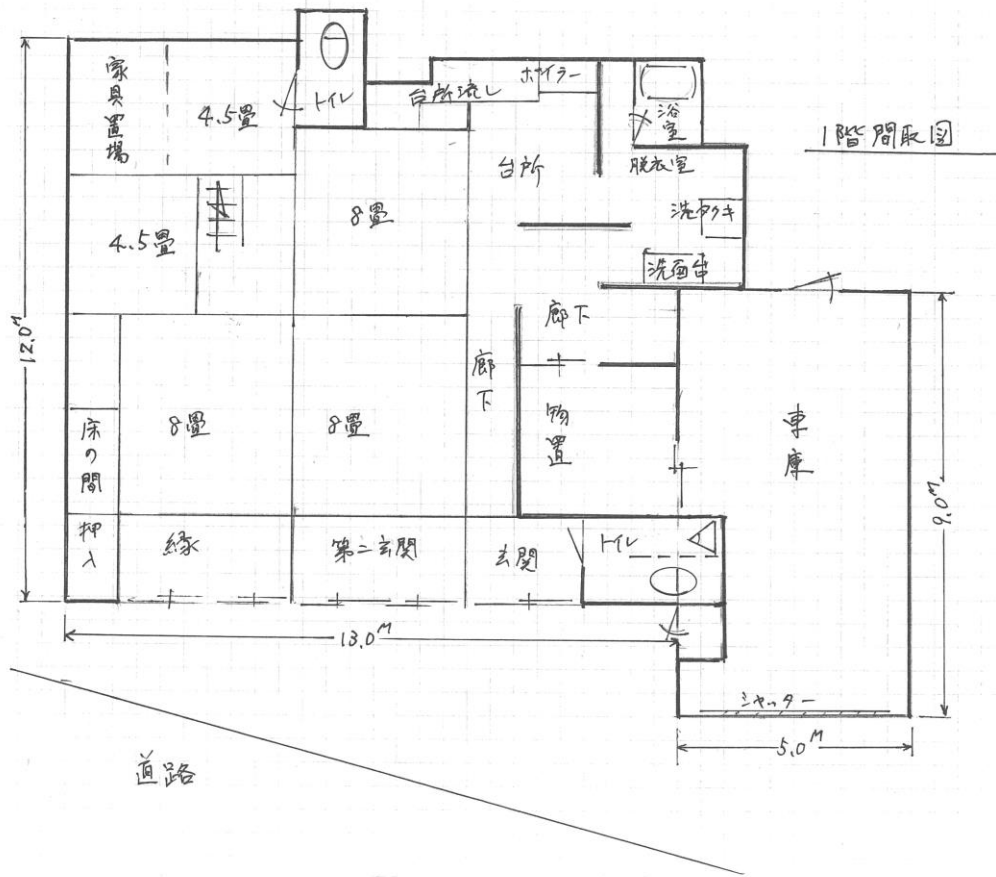 1階間取図
家具置場
4.5畳
トイレ
台所流し
ボイラー
浴室
台所
脱衣室
8畳
洗タクキ
4.5畳
洗面台
12.0M
廊下
廊下
床の間
8畳
8畳
物置
車庫
9.0M
押入
縁
第二玄関
玄関
トイレ
13.0M
シャッター
5.0M
道路